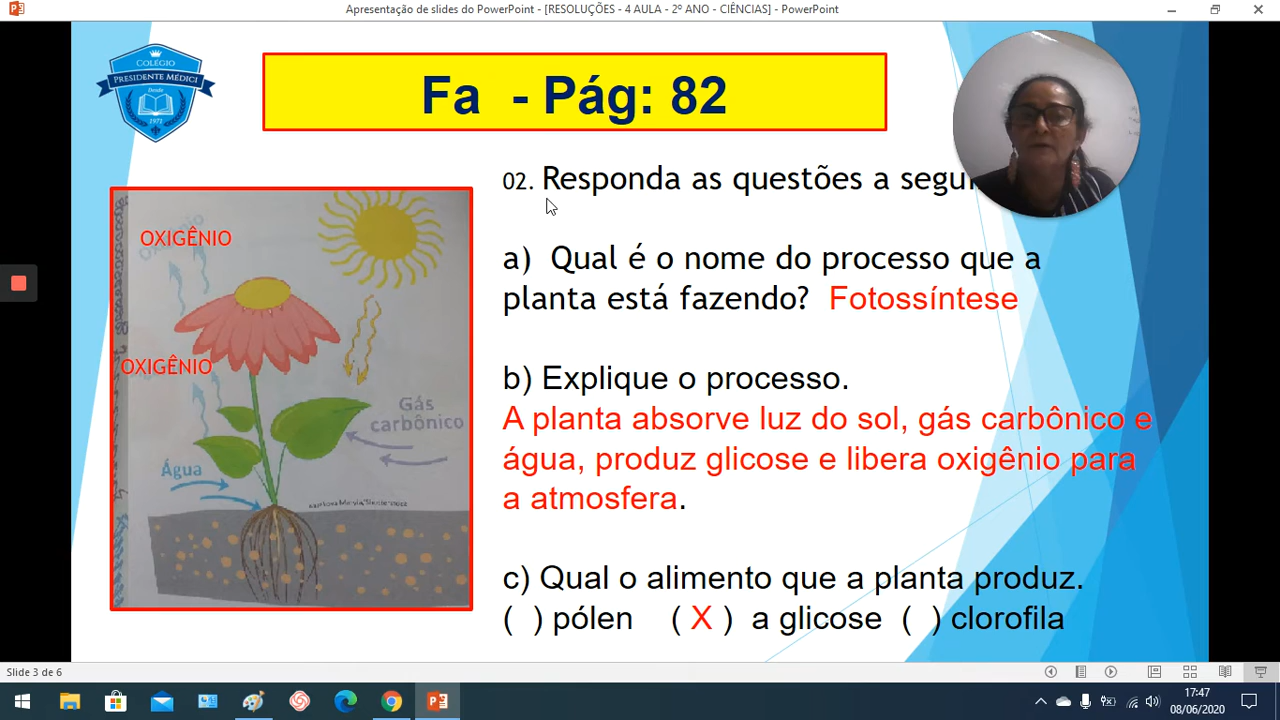 Apresentação de slides do PowerPoint - [RESOLUÇÕES - 4 AULA - 2º ANO - CIÊNCIAS] - PowerPoint
COLÉGIO
PRESIDENTE MÉDICI
Desde
1971
Fa - Pág: 82
02. Responda as questões a
OXIGÊNIO
a) Qual é o nome do processo que a
planta está fazendo? Fotossíntese
OXIGÊNIO
b) Explique o processo.
A planta absorve luz do sol, gás carbônico e
água, produz glicose e libera oxigênio para
a atmosfera.
Gás
carbônico
Água
c) Qual o alimento que a planta produz.
( ) pólen ( X ) a glicose ( ) clorofila
Slide 3 de 6
17:47
08/06/2020